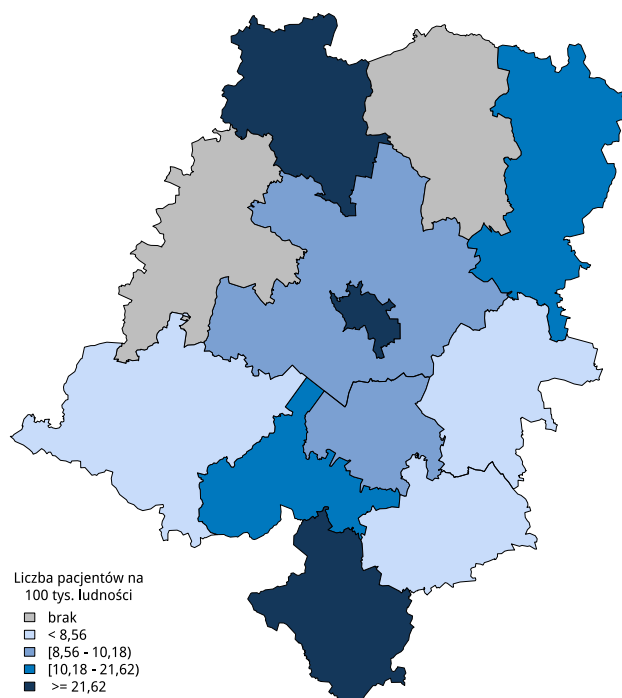 Liczba pacjentów na
100 tys. ludności
brak
< 8,56
[8,56 - 10,18)
[10,18 - 21,62)
>= 21,62